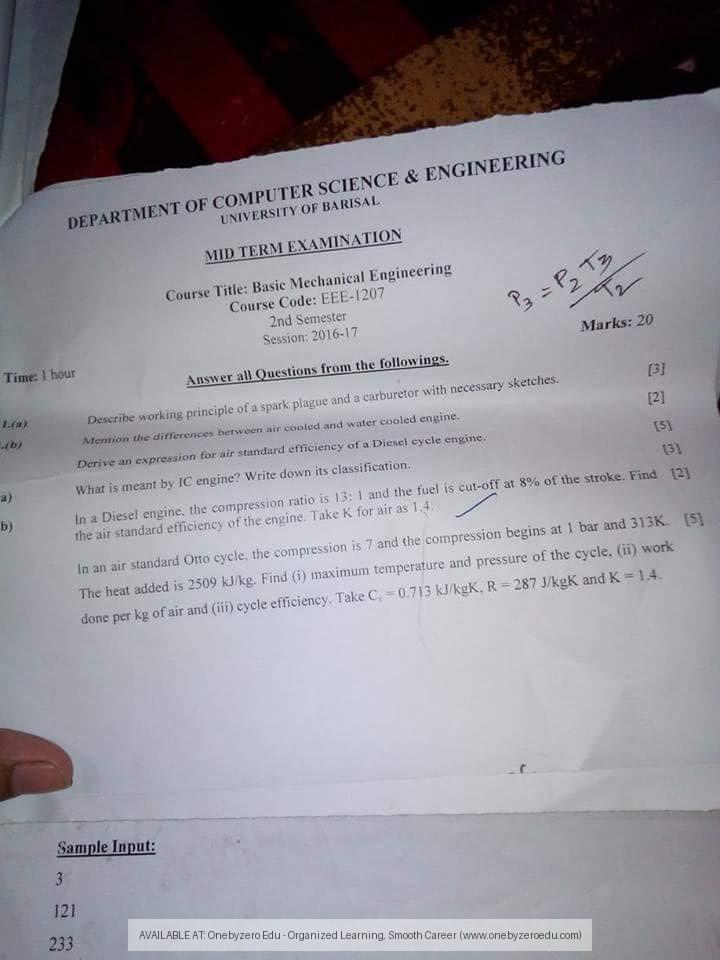 DEPARTMENT OF COMPUTER SCIENCE & ENGINEERING
UNIVERSITY OF BARISAL
MID TERM EXAMINATION
Course Title: Basic Mechanical Engineering
Course Code: EEE-1207
2nd Semester
Session: 2016-17
P3 = P2 T3 / T2
Marks: 20
Time: 1 hour
Answer all Questions from the followings.
1.(a) Describe working principle of a spark plague and a carburetor with necessary sketches. [3]
.(b) Mention the differences between air cooled and water cooled engine. [2]
Derive an expression for air standard efficiency of a Diesel cycle engine. [5]
a) What is meant by IC engine? Write down its classification. [3]
b) In a Diesel engine, the compression ratio is 13: 1 and the fuel is cut-off at 8% of the stroke. Find [2]
the air standard efficiency of the engine. Take K for air as 1.4.
In an air standard Otto cycle, the compression is 7 and the compression begins at 1 bar and 313K. [5]
The heat added is 2509 kJ/kg. Find (i) maximum temperature and pressure of the cycle, (ii) work
done per kg of air and (iii) cycle efficiency. Take Cv = 0.713 kJ/kgK, R = 287 J/kgK and K = 1.4.
Sample Input:
3
121
233
AVAILABLE AT: Onebyzero Edu - Organized Learning, Smooth Career (www.onebyzeroedu.com)